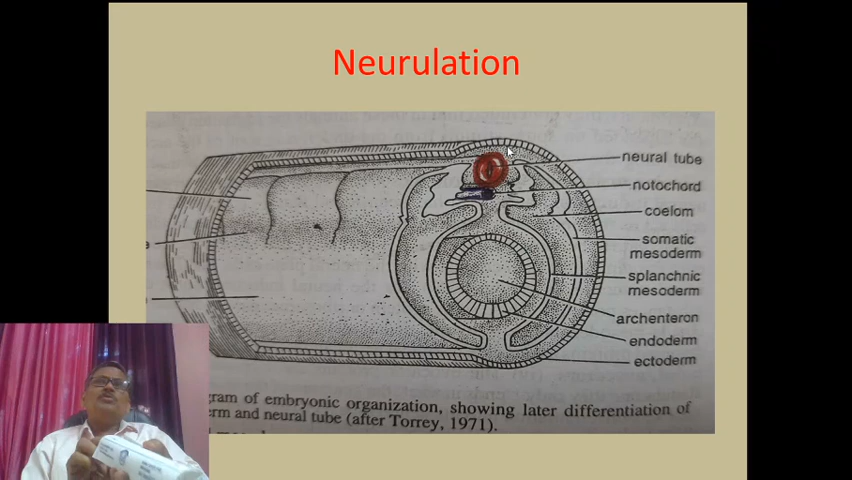 Neurulation
neural tube
notochord
coelom
somatic
mesoderm
splanchnic
mesoderm
archenteron
endoderm
ectoderm
gram of embryonic organization, showing later differentiation of
erm and neural tube (after Torrey, 1971).